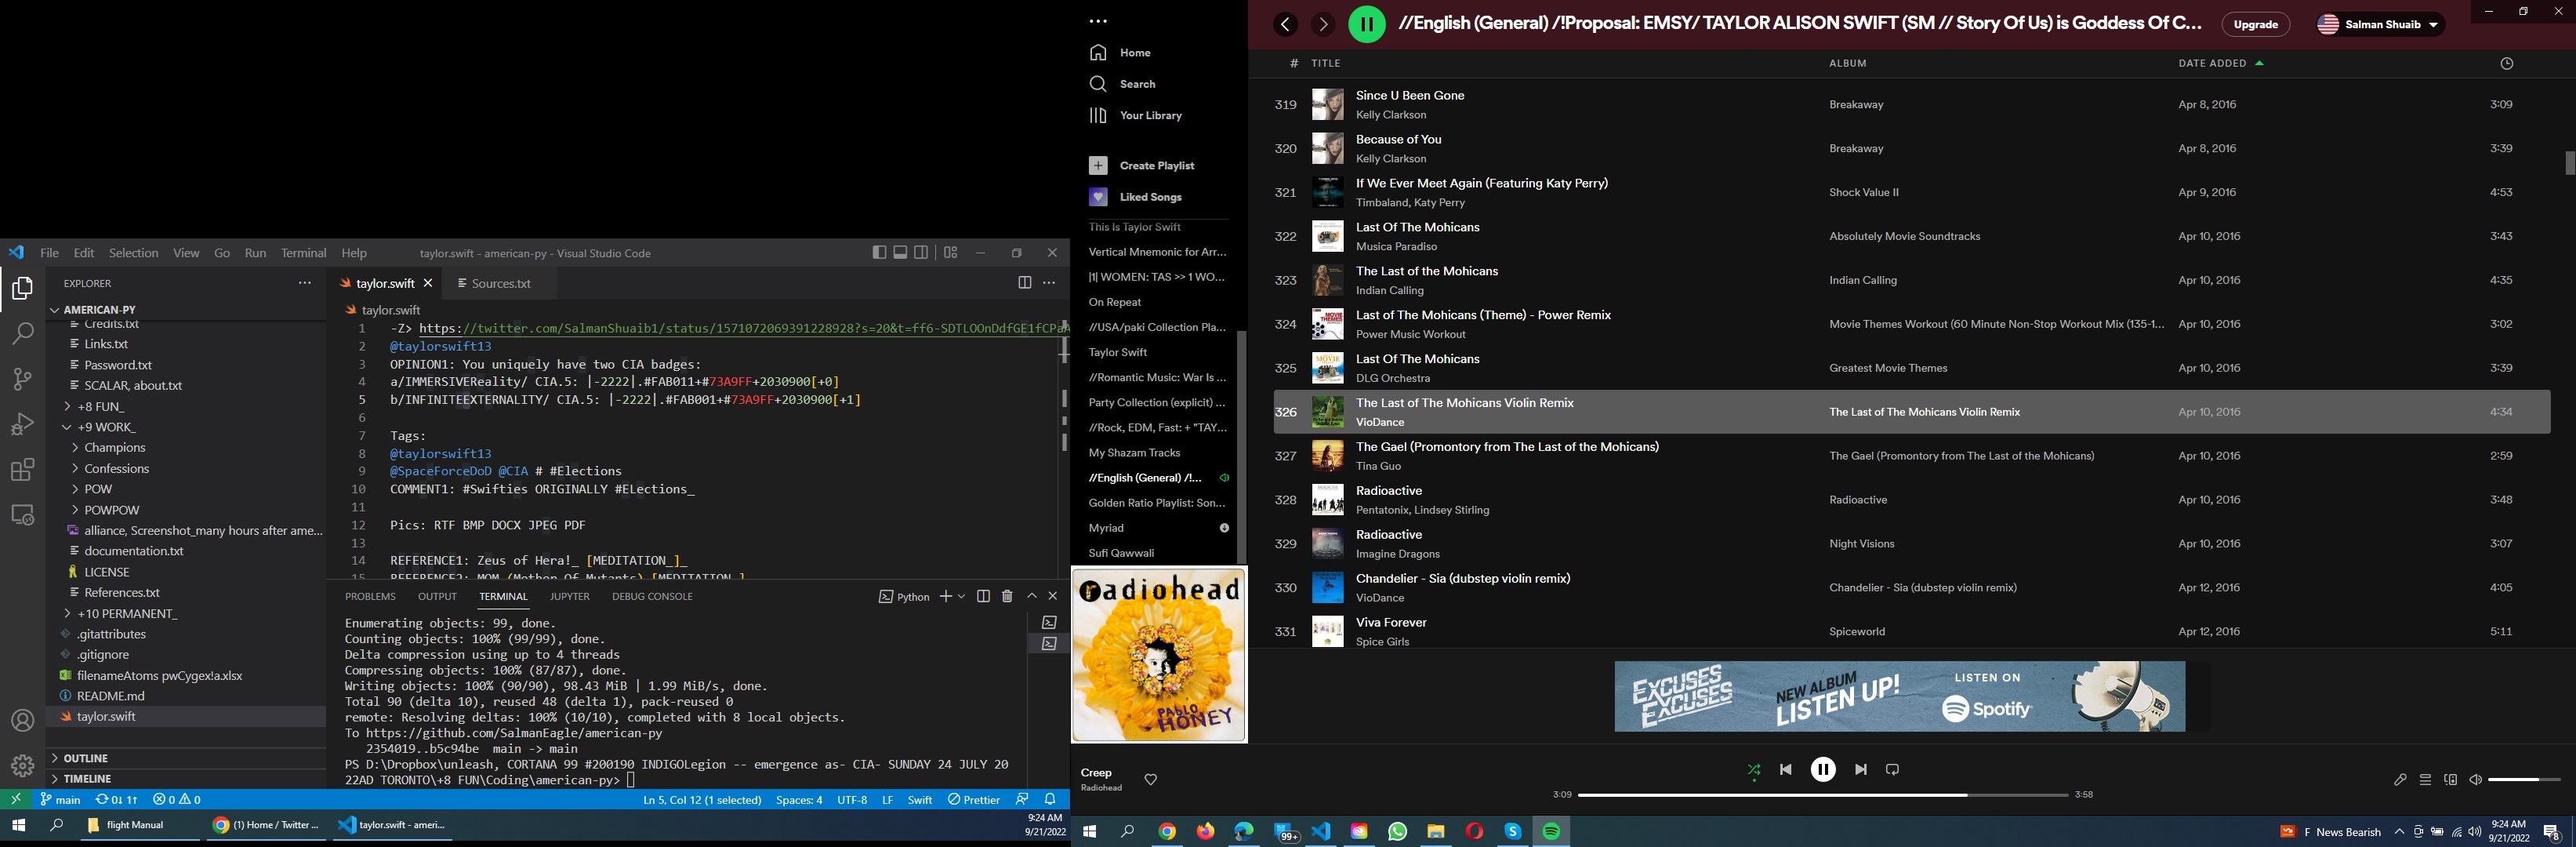 File Edit Selection View Go Run Terminal Help
taylor.swift - american-py - Visual Studio Code
EXPLORER
AMERICAN-PY
Credits.txt
Links.txt
Password.txt
SCALAR, about.txt
+8 FUN_
+9 WORK_
Champions
Confessions
POW
POWPOW
alliance, Screenshot_many hours after ame...
documentation.txt
LICENSE
References.txt
+10 PERMANENT_
.gitattributes
.gitignore
filenameAtoms pwCygex!a.xlsx
README.md
taylor.swift
OUTLINE
TIMELINE
taylor.swift
Sources.txt
taylor.swift
1 -Z> https://twitter.com/SalmanShuaib1/status/1571072069391228928?s=20&t=ff6-SDTLOOnDdfGE1fCPaA
2 @taylorswift13
3 OPINION1: You uniquely have two CIA badges:
4 a/IMMERSIVEReality/ CIA.5: |-2222|.#FAB011+#73A9FF+2030900[+0]
5 b/INFINITEEXTERNALITY/ CIA.5: |-2222|.#FAB001+#73A9FF+2030900[+1]
6
7 Tags:
8 @taylorswift13
9 @SpaceForceDoD @CIA # #Elections
10 COMMENT1: #Swifties ORIGINALLY #ELections_
11
12 Pics: RTF BMP DOCX JPEG PDF
13
14 REFERENCE1: Zeus of Hera!_ [MEDITATION_]_
15 REFERENCE2: MOM (Mother Of Mutants) [MEDITATION_]
PROBLEMS OUTPUT TERMINAL JUPYTER DEBUG CONSOLE
Python
Enumerating objects: 99, done.
Counting objects: 100% (99/99), done.
Delta compression using up to 4 threads
Compressing objects: 100% (87/87), done.
Writing objects: 100% (90/90), 98.43 MiB | 1.99 MiB/s, done.
Total 90 (delta 10), reused 48 (delta 1), pack-reused 0
remote: Resolving deltas: 100% (10/10), completed with 8 local objects.
To https://github.com/SalmanEagle/american-py
2354019..b5c94be main -> main
PS D:\Dropbox\unleash, CORTANA 99 #200190 INDIGOLegion -- emergence as- CIA- SUNDAY 24 JULY 20
22AD TORONTO\+8 FUN\Coding\american-py>
main 0↓ 1↑ 0 0
Ln 5, Col 12 (1 selected) Spaces: 4 UTF-8 LF Swift Prettier
flight Manual
(1) Home / Twitter ...
taylor.swift - ameri...
9:24 AM
9/21/2022
Home
Search
Your Library
Create Playlist
Liked Songs
This Is Taylor Swift
Vertical Mnemonic for Arr...
|1| WOMEN: TAS >> 1 WO...
On Repeat
//USA/paki Collection Pla...
Taylor Swift
//Romantic Music: War Is ...
Party Collection (explicit) ...
//Rock, EDM, Fast: + "TAY...
My Shazam Tracks
//English (General) /!...
Golden Ratio Playlist: Son...
Myriad
Sufi Qawwali
radiohead
PABLO
HONEY
Creep
Radiohead
//English (General) /!Proposal: EMSY/ TAYLOR ALISON SWIFT (SM // Story Of Us) is Goddess Of C...
Upgrade
Salman Shuaib
# TITLE ALBUM DATE ADDED
319 Since U Been Gone Breakaway Apr 8, 2016 3:09
Kelly Clarkson
320 Because of You Breakaway Apr 8, 2016 3:39
Kelly Clarkson
321 If We Ever Meet Again (Featuring Katy Perry) Shock Value II Apr 9, 2016 4:53
Timbaland, Katy Perry
322 Last Of The Mohicans Absolutely Movie Soundtracks Apr 10, 2016 3:43
Musica Paradiso
323 The Last of the Mohicans Indian Calling Apr 10, 2016 4:35
Indian Calling
324 Last of The Mohicans (Theme) - Power Remix Movie Themes Workout (60 Minute Non-Stop Workout Mix (135-1... Apr 10, 2016 3:02
Power Music Workout
325 Last Of The Mohicans Greatest Movie Themes Apr 10, 2016 3:39
DLG Orchestra
326 The Last of The Mohicans Violin Remix The Last of The Mohicans Violin Remix Apr 10, 2016 4:34
VioDance
327 The Gael (Promontory from The Last of the Mohicans) The Gael (Promontory from The Last of the Mohicans) Apr 10, 2016 2:59
Tina Guo
328 Radioactive Radioactive Apr 10, 2016 3:48
Pentatonix, Lindsey Stirling
329 Radioactive Night Visions Apr 10, 2016 3:07
Imagine Dragons
330 Chandelier - Sia (dubstep violin remix) Chandelier - Sia (dubstep violin remix) Apr 12, 2016 4:05
VioDance
331 Viva Forever Spiceworld Apr 12, 2016 5:11
Spice Girls
EXCUSES
EXCUSES
NEW ALBUM
LISTEN UP!
LISTEN ON
Spotify
3:09 3:58
99+
F News Bearish
9:24 AM
9/21/2022
8